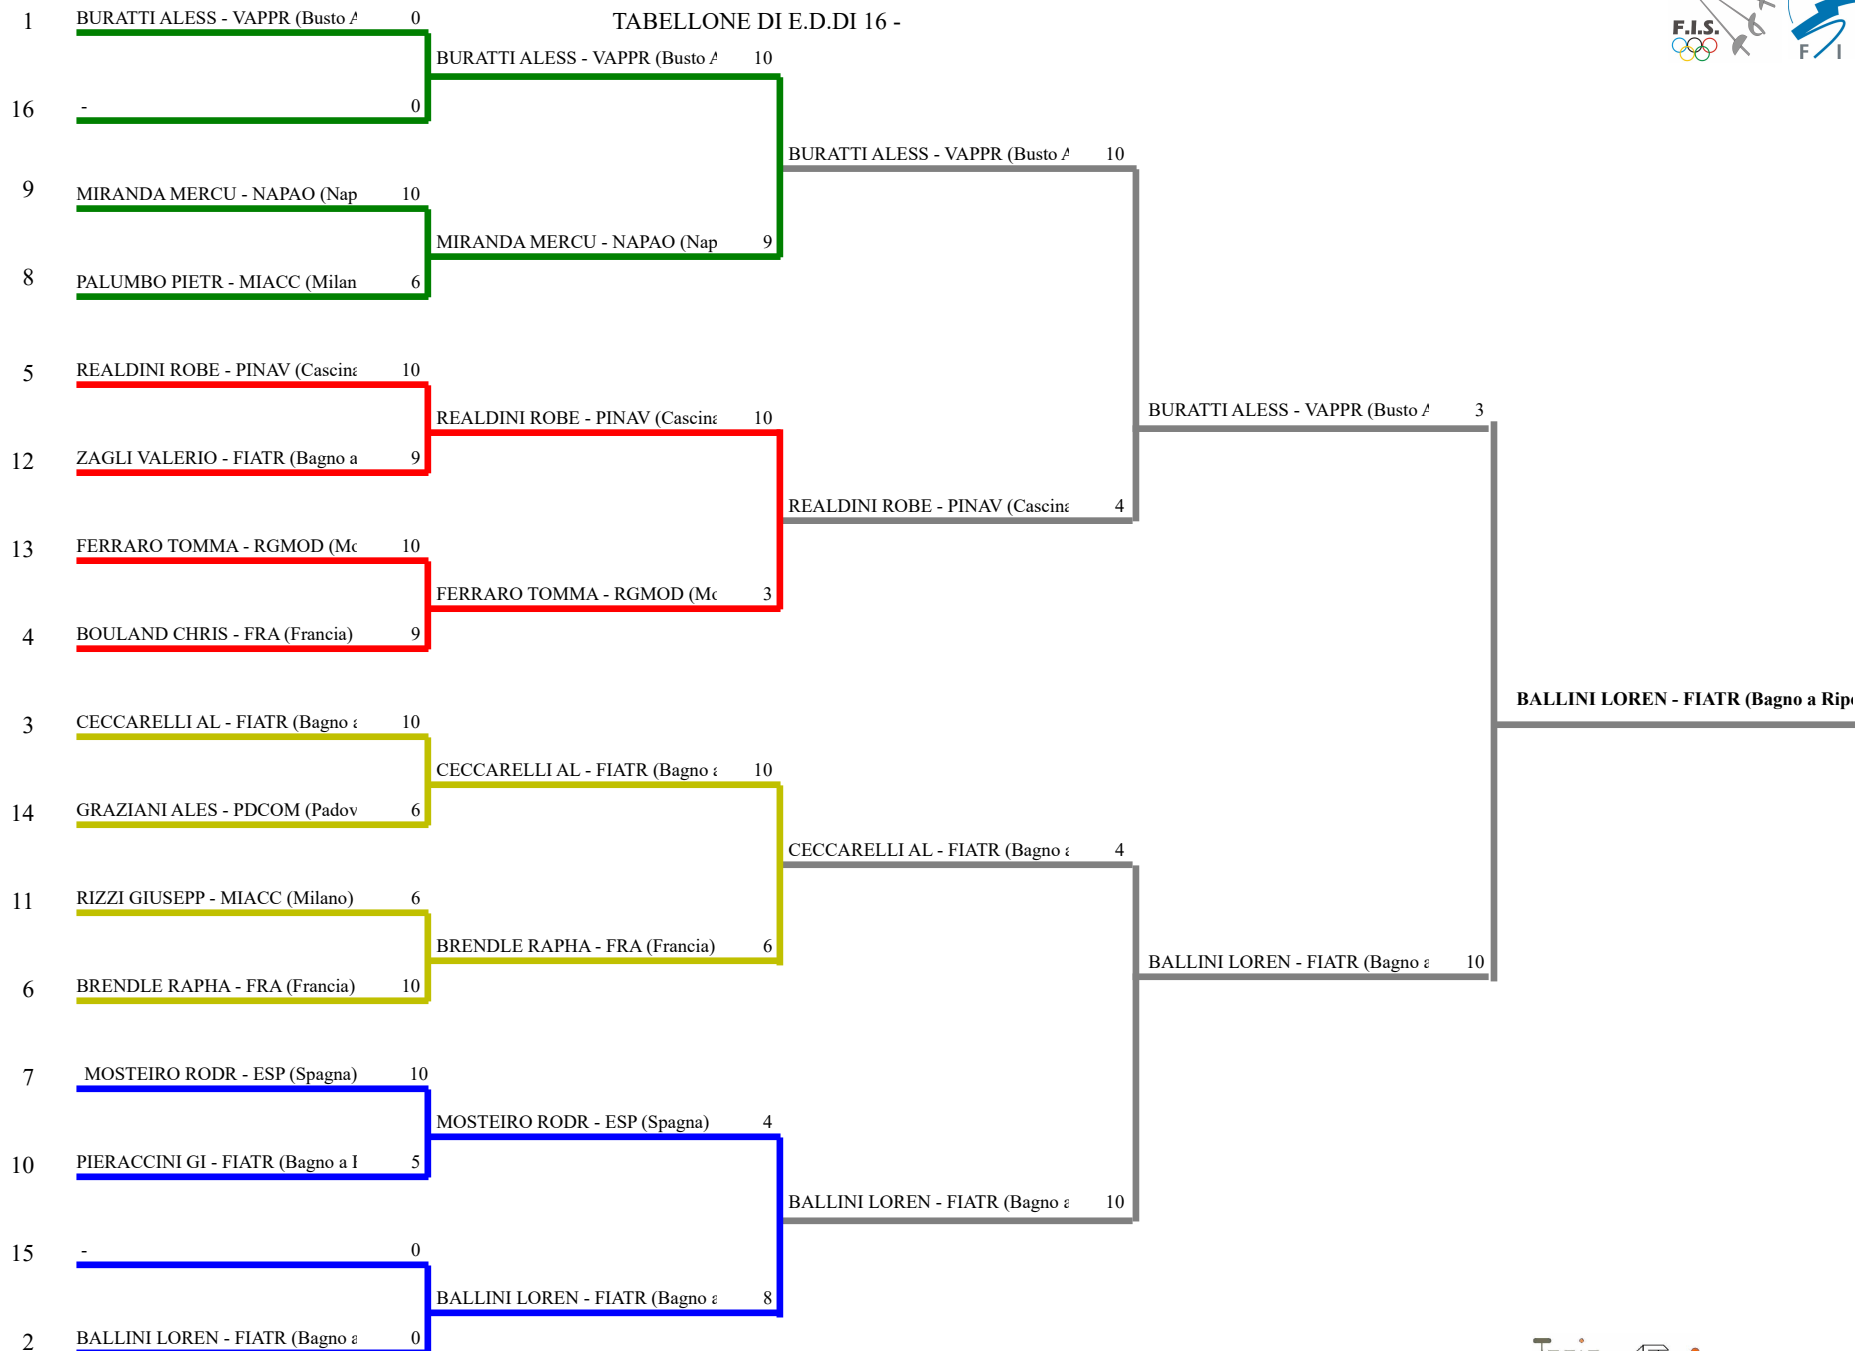 TABELLONE DI E.D.DI 16 -
F.I.S.
F I
1 BURATTI ALESS - VAPPR (Busto A 0
BURATTI ALESS - VAPPR (Busto A 10
16 - 0
BURATTI ALESS - VAPPR (Busto A 10
9 MIRANDA MERCU - NAPAO (Nap 10
MIRANDA MERCU - NAPAO (Nap 9
8 PALUMBO PIETR - MIACC (Milan 6
5 REALDINI ROBE - PINAV (Cascina 10
BURATTI ALESS - VAPPR (Busto A 3
REALDINI ROBE - PINAV (Cascina 10
12 ZAGLI VALERIO - FIATR (Bagno a 9
REALDINI ROBE - PINAV (Cascina 4
13 FERRARO TOMMA - RGMOD (Mo 10
FERRARO TOMMA - RGMOD (Mo 3
4 BOULAND CHRIS - FRA (Francia) 9
BALLINI LOREN - FIATR (Bagno a Ripo
3 CECCARELLI AL - FIATR (Bagno a 10
CECCARELLI AL - FIATR (Bagno a 10
14 GRAZIANI ALES - PDCOM (Padov 6
CECCARELLI AL - FIATR (Bagno a 4
11 RIZZI GIUSEPP - MIACC (Milano) 6
BRENDLE RAPHA - FRA (Francia) 6
BALLINI LOREN - FIATR (Bagno a 10
6 BRENDLE RAPHA - FRA (Francia) 10
7 MOSTEIRO RODR - ESP (Spagna) 10
MOSTEIRO RODR - ESP (Spagna) 4
10 PIERACCINI GI - FIATR (Bagno a R 5
BALLINI LOREN - FIATR (Bagno a 10
15 - 0
BALLINI LOREN - FIATR (Bagno a 8
2 BALLINI LOREN - FIATR (Bagno a 0